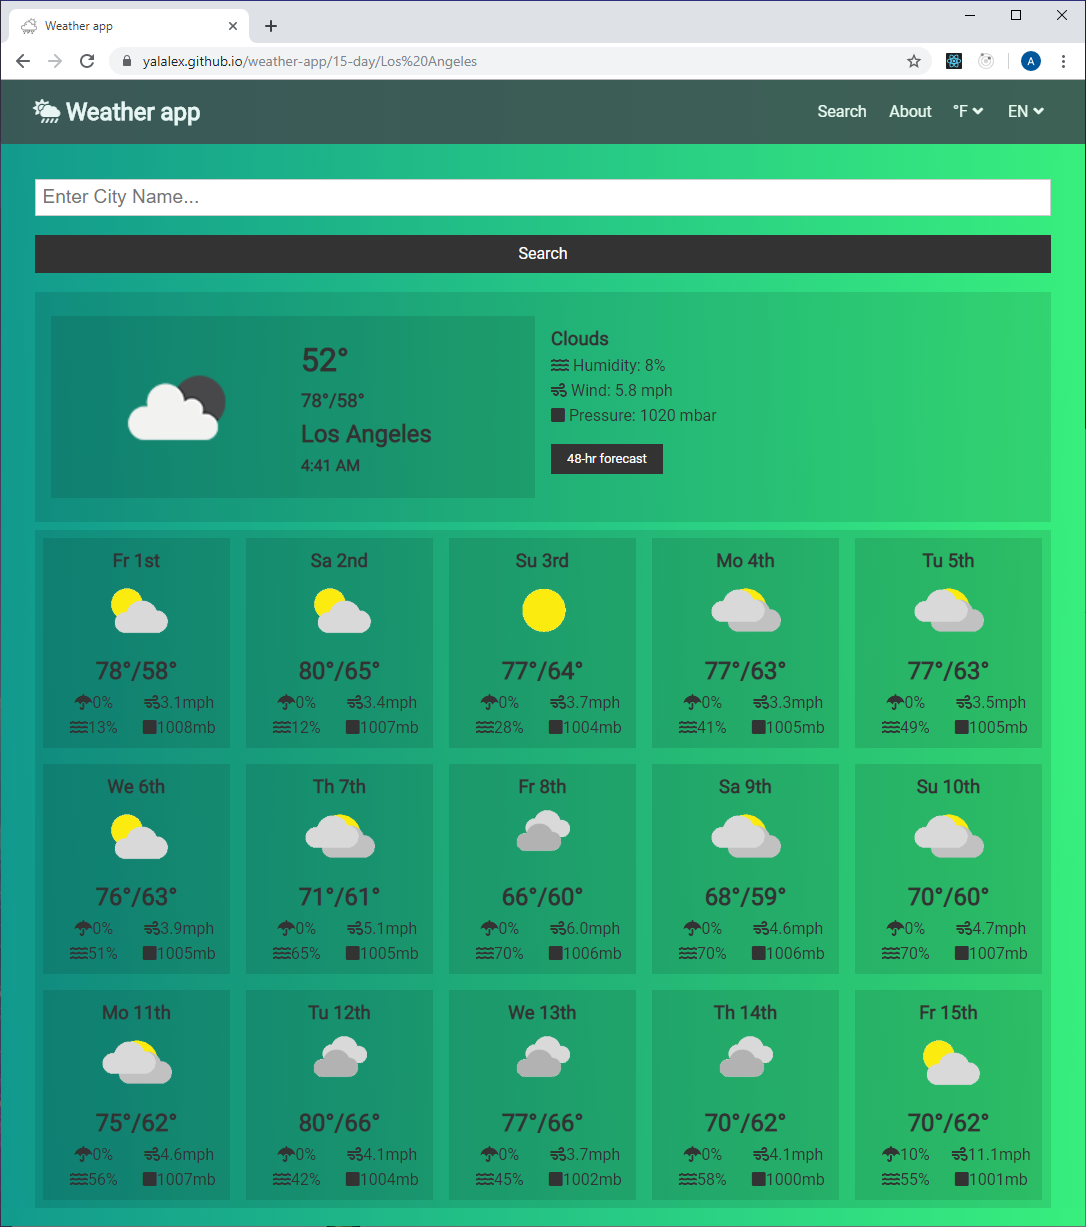 Weather app
yalalex.github.io/weather-app/15-day/Los%20Angeles
A
Weather app
Search About °F EN
Enter City Name...
Search
52°
78°/58°
Los Angeles
4:41 AM
Clouds
Humidity: 8%
Wind: 5.8 mph
Pressure: 1020 mbar
48-hr forecast
Fr 1st
78°/58°
0% 3.1mph
13% 1008mb
Sa 2nd
80°/65°
0% 3.4mph
12% 1007mb
Su 3rd
77°/64°
0% 3.7mph
28% 1004mb
Mo 4th
77°/63°
0% 3.3mph
41% 1005mb
Tu 5th
77°/63°
0% 3.5mph
49% 1005mb
We 6th
76°/63°
0% 3.9mph
51% 1005mb
Th 7th
71°/61°
0% 5.1mph
65% 1005mb
Fr 8th
66°/60°
0% 6.0mph
70% 1006mb
Sa 9th
68°/59°
0% 4.6mph
70% 1006mb
Su 10th
70°/60°
0% 4.7mph
70% 1007mb
Mo 11th
75°/62°
0% 4.6mph
56% 1007mb
Tu 12th
80°/66°
0% 4.1mph
42% 1004mb
We 13th
77°/66°
0% 3.7mph
45% 1002mb
Th 14th
70°/62°
0% 4.1mph
58% 1000mb
Fr 15th
70°/62°
10% 11.1mph
55% 1001mb